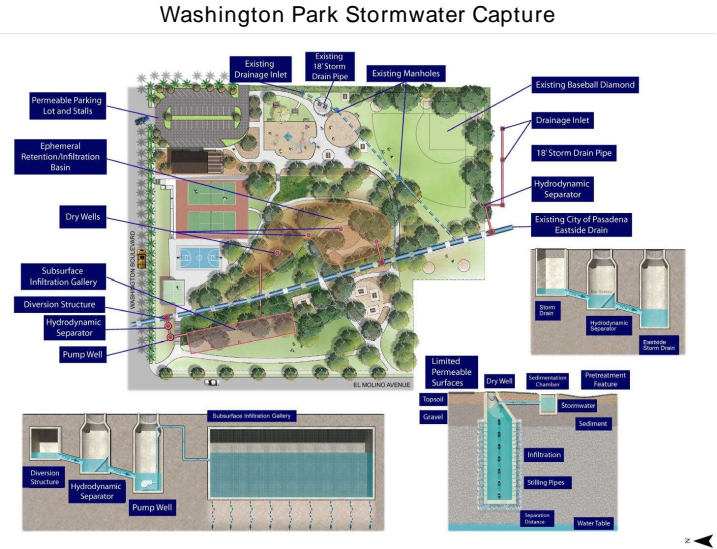 Washington Park Stormwater Capture
Existing
Drainage Inlet
Existing
18' Storm
Drain Pipe
Existing Manholes
Existing Baseball Diamond
Permeable Parking
Lot and Stalls
Drainage Inlet
Ephemeral
Retention/Infiltration
Basin
18' Storm Drain Pipe
Hydrodynamic
Separator
Dry Wells
Existing City of Pasadena
Eastside Drain
WASHINGTON BOULEVARD
Subsurface
Infiltration Gallery
Diversion Structure
Hydrodynamic
Separator
Pump Well
EL MOLINO AVENUE
Storm
Drain
Hydrodynamic
Separator
Eastside
Storm Drain
Limited
Permeable
Surfaces
Dry Well
Sedimentation
Chamber
Pretreatment
Feature
Topsoil
Stormwater
Gravel
Sediment
Infiltration
Stilling Pipes
Separation
Distance
Water Table
Subsurface Infiltration Gallery
Diversion
Structure
Hydrodynamic
Separator
Pump Well
N